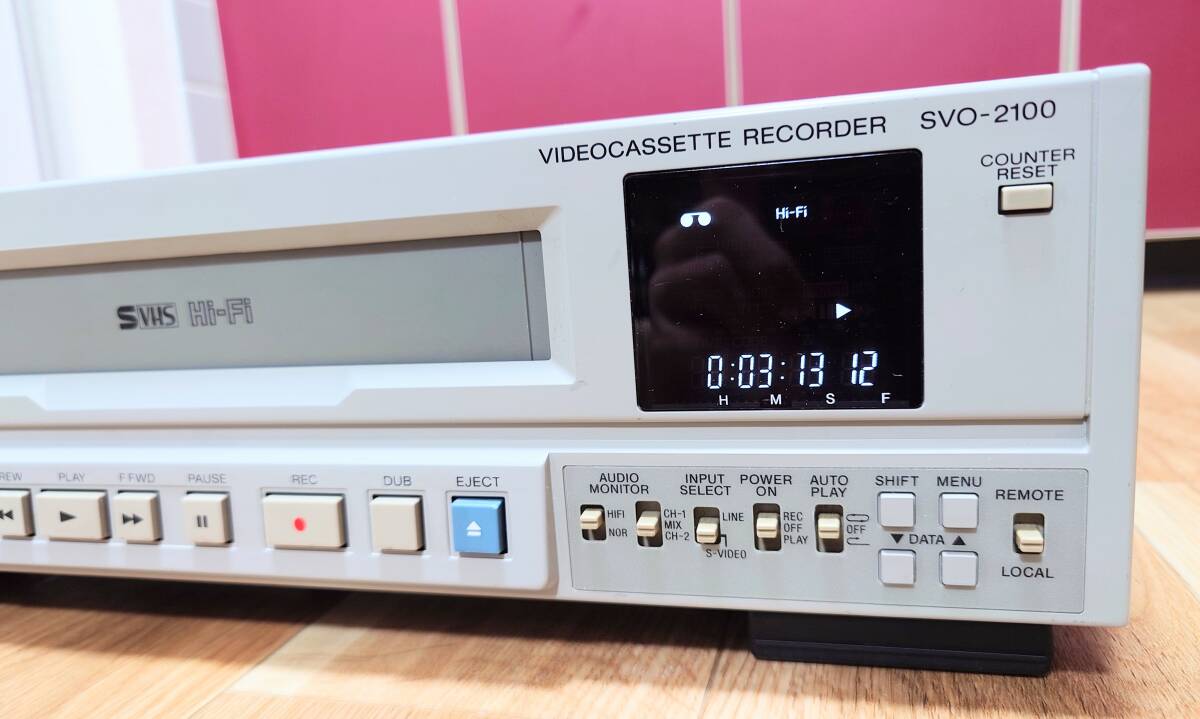 VIDEOCASSETTE RECORDER SVO-2100
COUNTER
RESET
Hi-Fi
SVHS Hi-Fi
0:03:13 12
H M S F
REW PLAY F FWD PAUSE REC DUB EJECT
AUDIO
MONITOR
HIFI
NOR
CH-1
MIX
CH-2
INPUT
SELECT
LINE
S-VIDEO
POWER
ON
REC
OFF
PLAY
AUTO
PLAY
OFF
SHIFT MENU
▼ DATA ▲
REMOTE
LOCAL